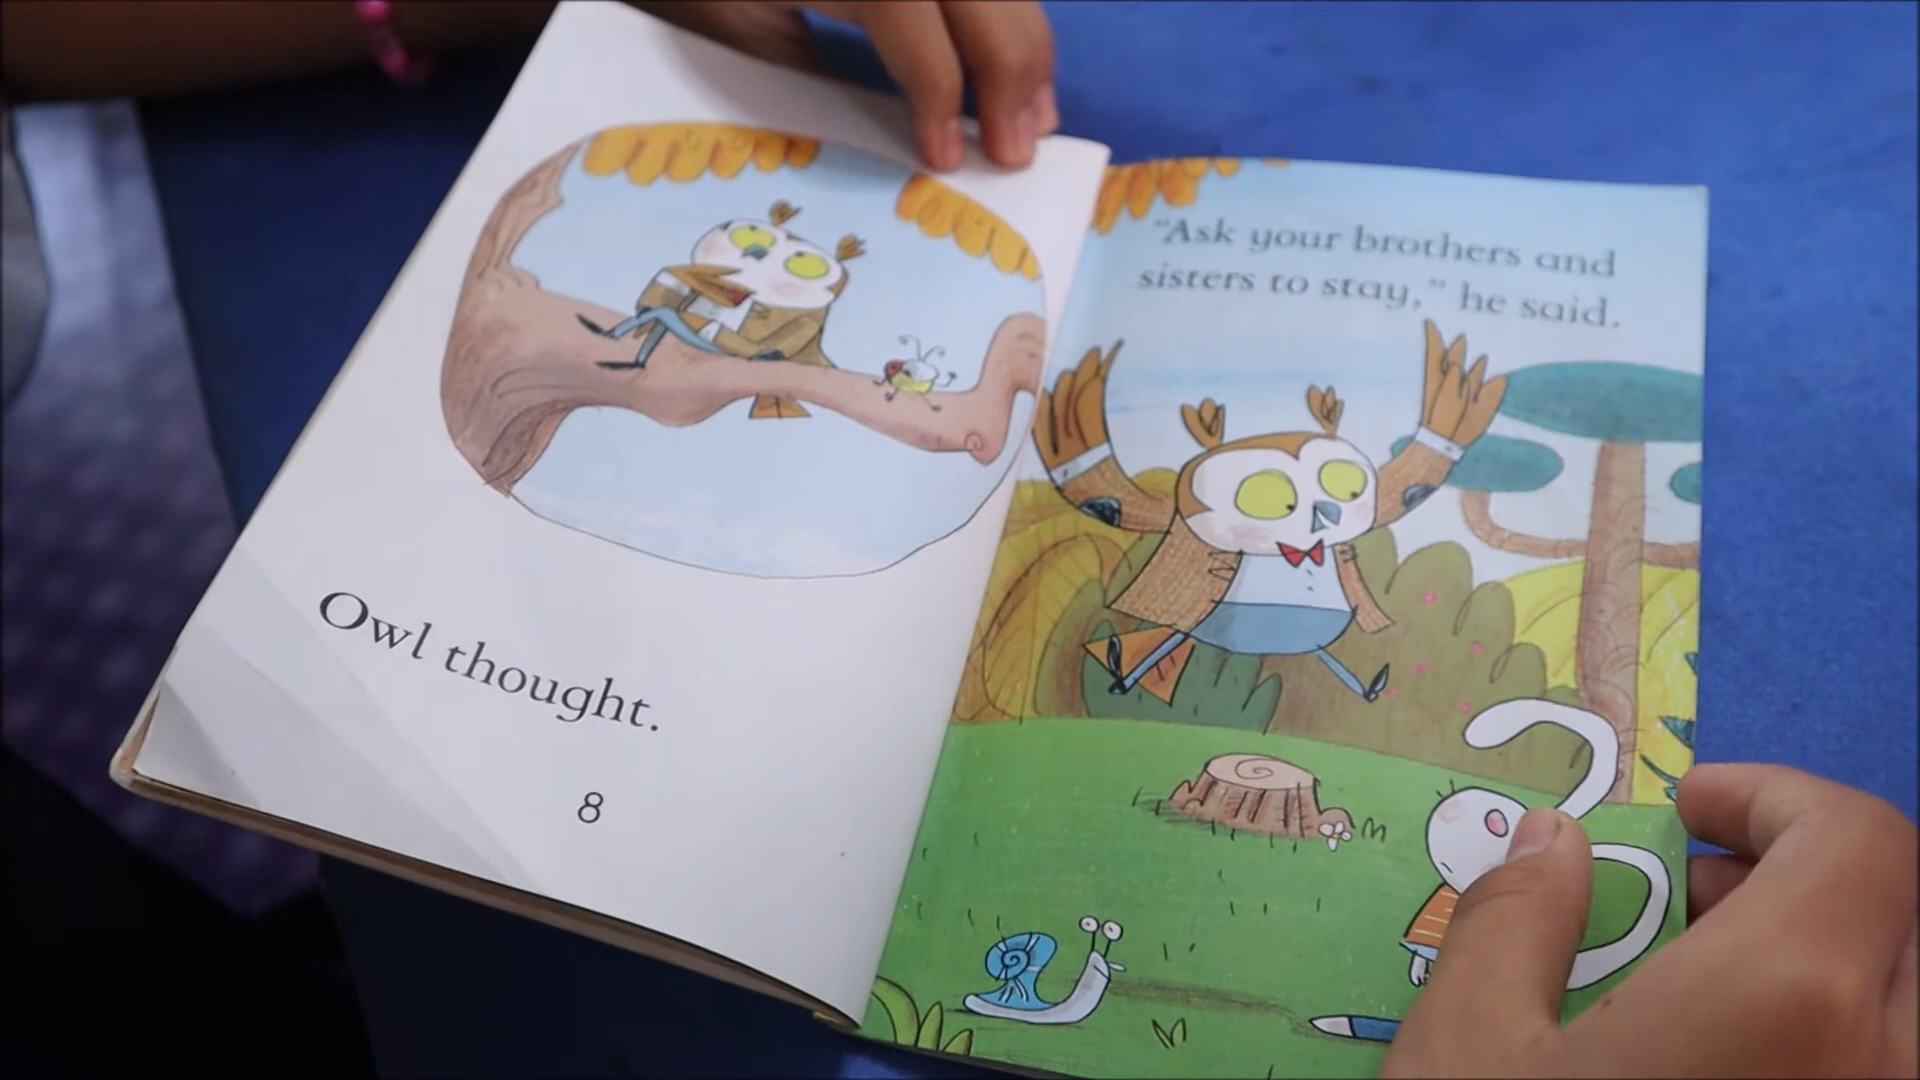 Owl thought.
8
“Ask your brothers and
sisters to stay,” he said.